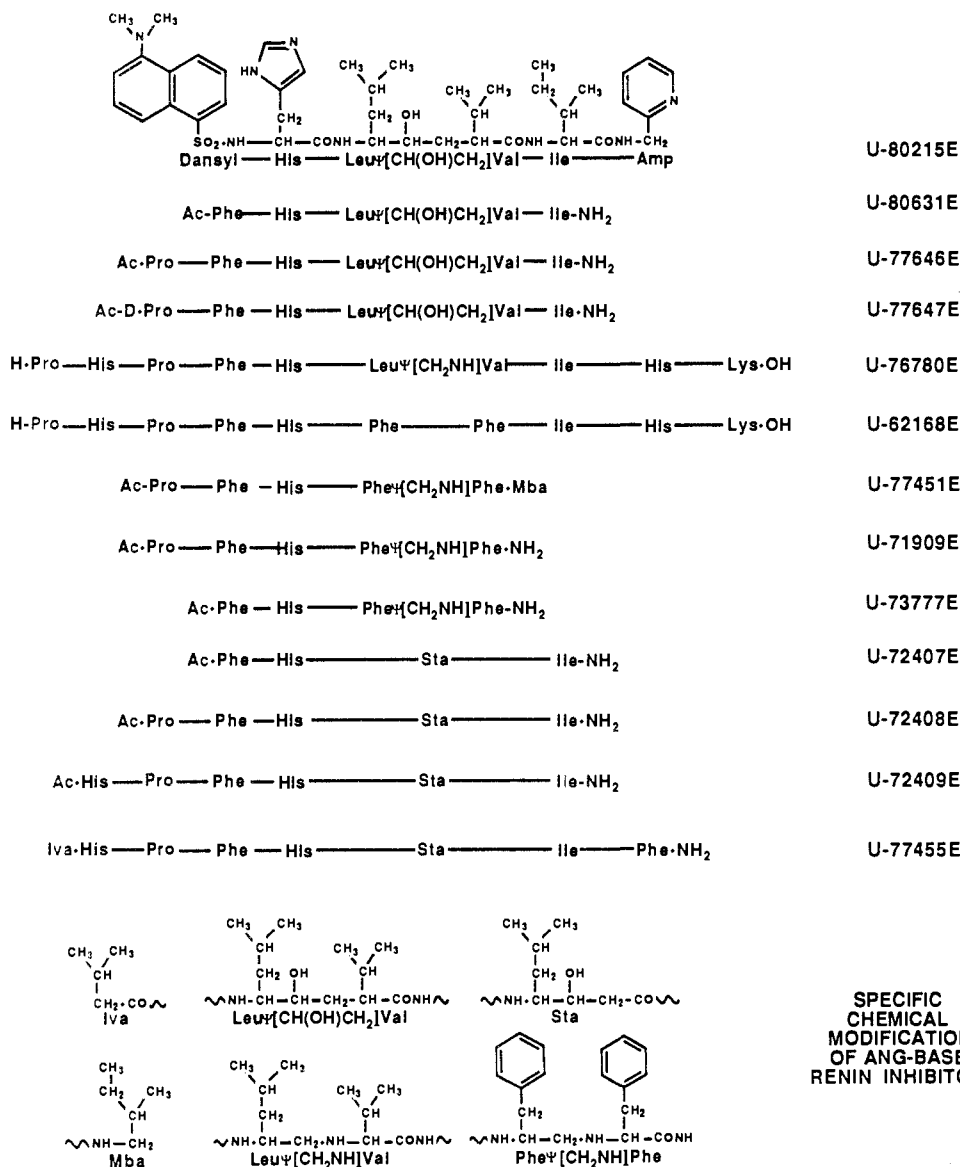 CH₃ CH₃
N
HN N
CH₃ CH₃ CH CH₂ OH
CH₃ CH₃ CH CH₂
CH₃ CH₂ CH₃ CH
N
CH₂
SO₂-NH—CH—CONH-CH-CH-CH₂-CH—CONH—CH—CONH-CH₂
Dansyl — His — LeuΨ[CH(OH)CH₂]Val — Ile — Amp U-80215E
Ac-Phe — His — LeuΨ[CH(OH)CH₂]Val — Ile-NH₂ U-80631E
Ac·Pro — Phe — His — LeuΨ[CH(OH)CH₂]Val — Ile-NH₂ U-77646E
Ac-D·Pro — Phe — His — LeuΨ[CH(OH)CH₂]Val — Ile·NH₂ U-77647E
H·Pro — His — Pro — Phe — His — LeuΨ[CH₂NH]Val — Ile — His — Lys·OH U-76780E
H-Pro — His — Pro — Phe — His — Phe — Phe — Ile — His — Lys·OH U-62168E
Ac-Pro — Phe — His — PheΨ[CH₂NH]Phe·Mba U-77451E
Ac·Pro — Phe — His — PheΨ[CH₂NH]Phe·NH₂ U-71909E
Ac·Phe — His — PheΨ[CH₂NH]Phe-NH₂ U-73777E
Ac·Phe — His — Sta — Ile-NH₂ U-72407E
Ac·Pro — Phe — His — Sta — Ile·NH₂ U-72408E
Ac·His — Pro — Phe — His — Sta — Ile-NH₂ U-72409E
Iva·His — Pro — Phe — His — Sta — Ile — Phe·NH₂ U-77455E
CH₃ CH₃ CH CH₂·CO
Iva
CH₃ CH₃ CH CH₂ OH CH₃ CH₃ CH
NH-CH-CH-CH₂-CH—CONH
LeuΨ[CH(OH)CH₂]Val
CH₃ CH₃ CH CH₂ OH
NH·CH-CH-CH₂-CO
Sta
CH₃ CH₂ CH₃ CH
NH—CH₂
Mba
CH₃ CH₂ CH CH₂ CH₃ CH₃ CH
NH·CH-CH₂·NH-CH—CONH
LeuΨ[CH₂NH]Val
CH₂ CH₂
NH·CH-CH₂-NH-CH-CONH
PheΨ[CH₂NH]Phe
SPECIFIC
CHEMICAL
MODIFICATION
OF ANG-BASE
RENIN INHIBITO